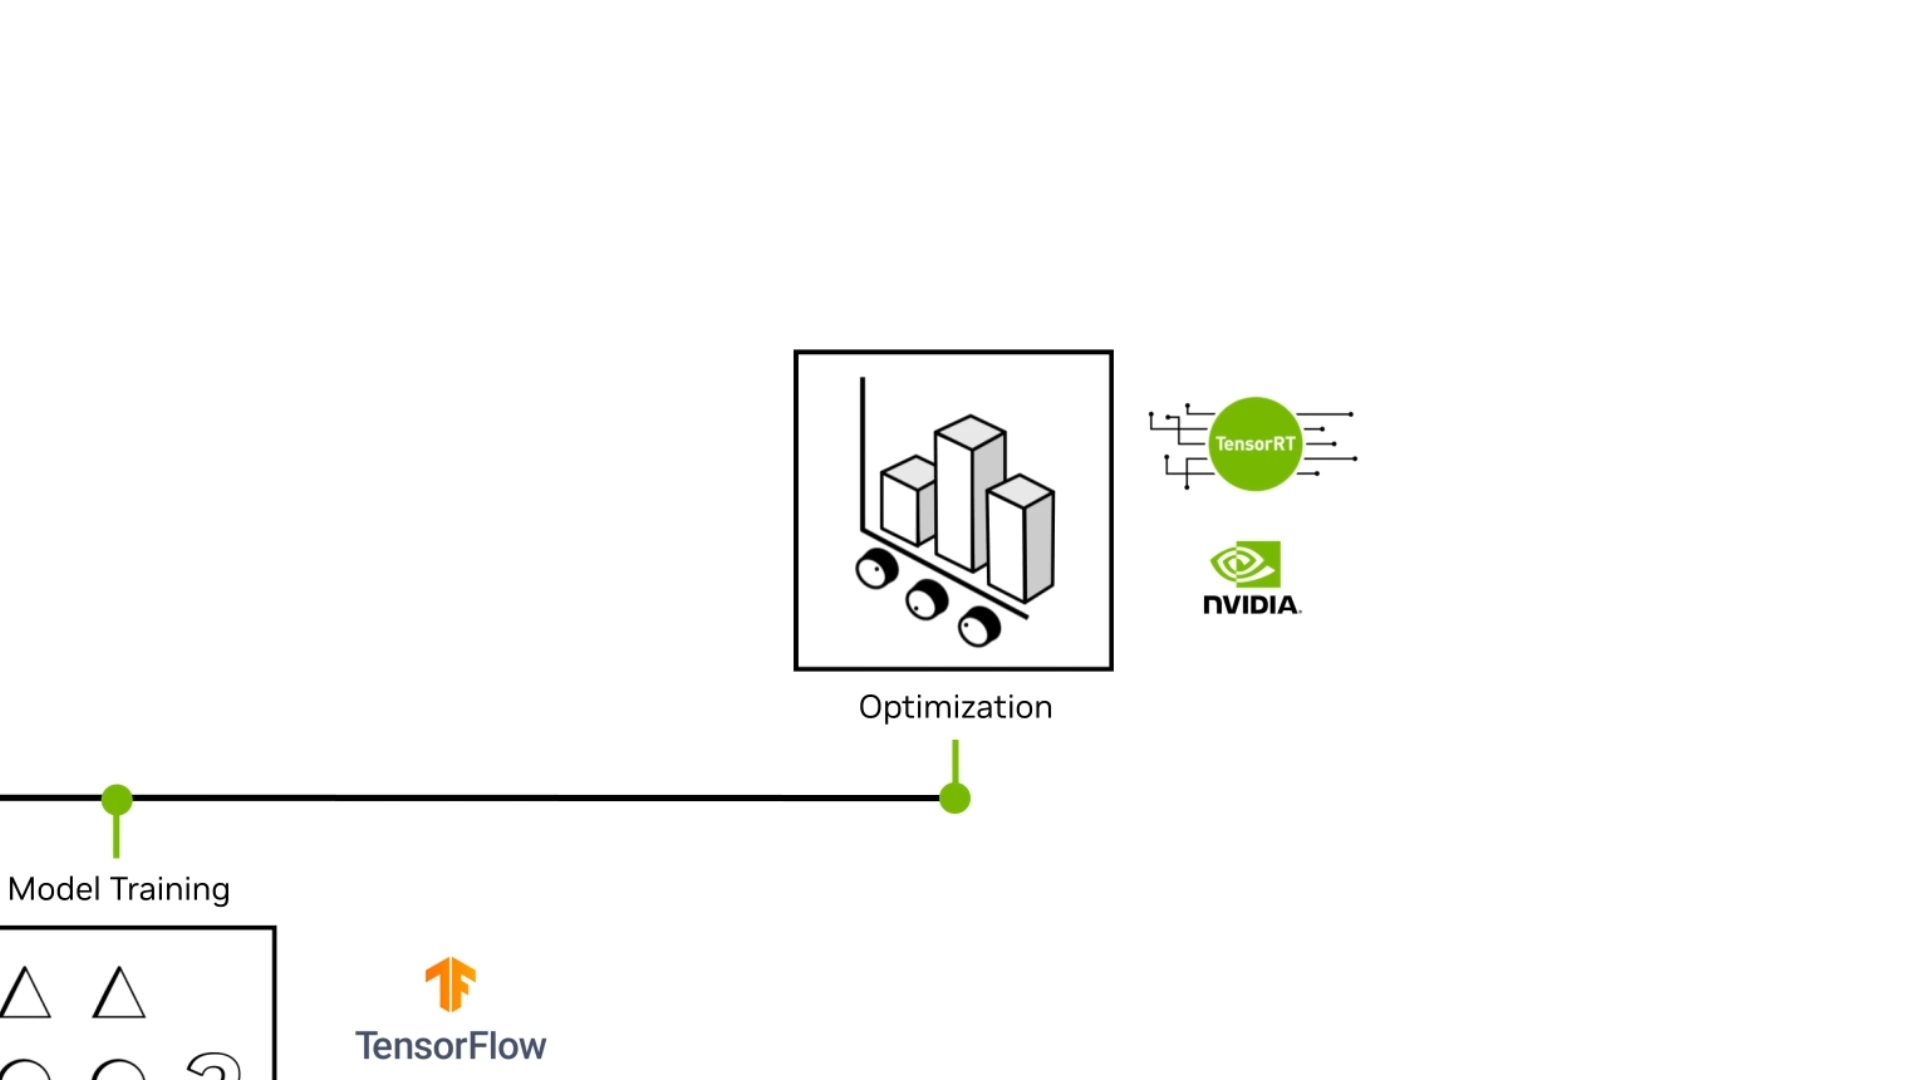 TensorRT
NVIDIA.
Optimization
Model Training
TensorFlow
?